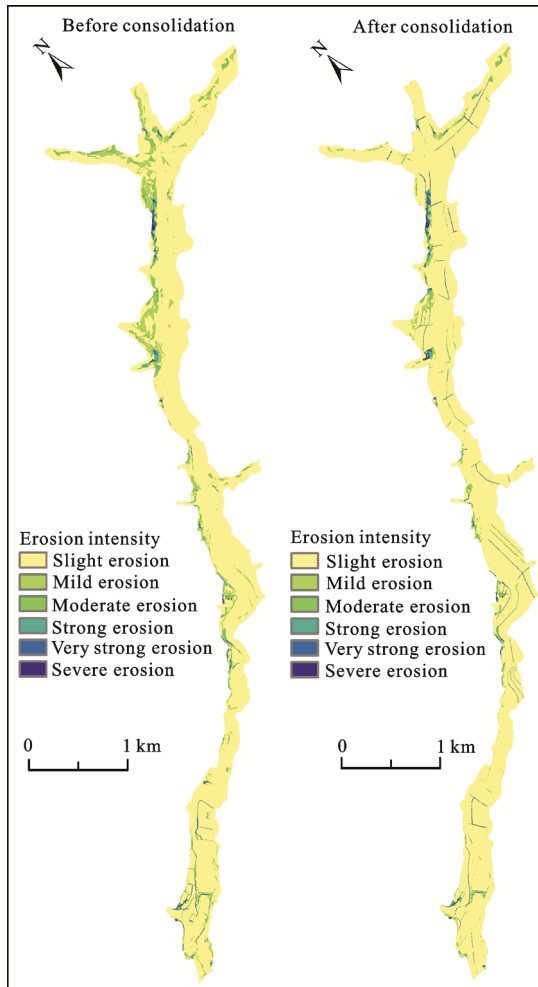 Before consolidation
N
Erosion intensity
Slight erosion
Mild erosion
Moderate erosion
Strong erosion
Very strong erosion
Severe erosion
0 1 km
After consolidation
N
Erosion intensity
Slight erosion
Mild erosion
Moderate erosion
Strong erosion
Very strong erosion
Severe erosion
0 1 km